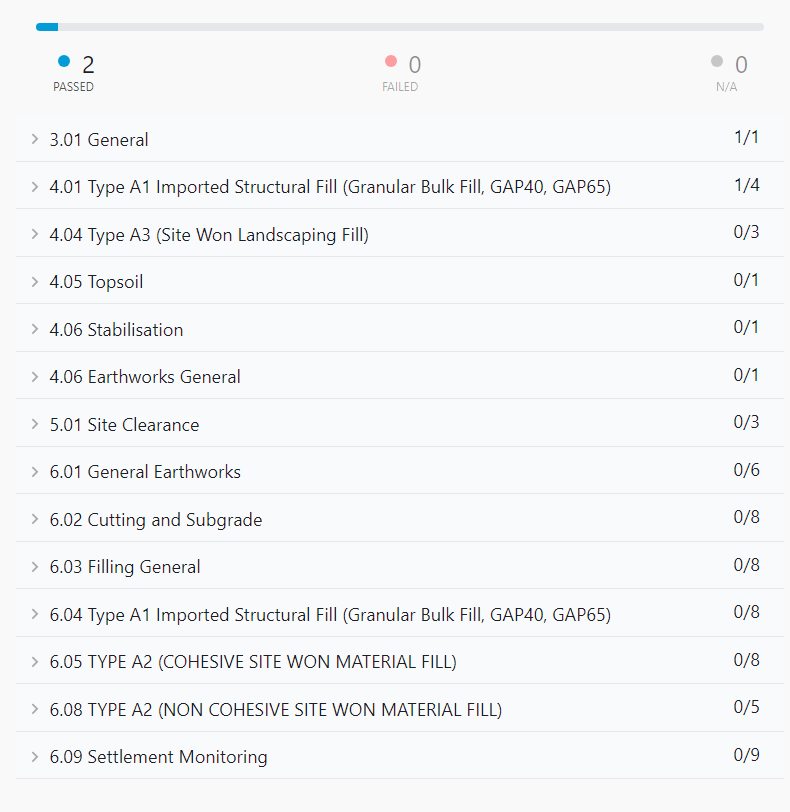 2 0 0
PASSED FAILED N/A
3.01 General 1/1
4.01 Type A1 Imported Structural Fill (Granular Bulk Fill, GAP40, GAP65) 1/4
4.04 Type A3 (Site Won Landscaping Fill) 0/3
4.05 Topsoil 0/1
4.06 Stabilisation 0/1
4.06 Earthworks General 0/1
5.01 Site Clearance 0/3
6.01 General Earthworks 0/6
6.02 Cutting and Subgrade 0/8
6.03 Filling General 0/8
6.04 Type A1 Imported Structural Fill (Granular Bulk Fill, GAP40, GAP65) 0/8
6.05 TYPE A2 (COHESIVE SITE WON MATERIAL FILL) 0/8
6.08 TYPE A2 (NON COHESIVE SITE WON MATERIAL FILL) 0/5
6.09 Settlement Monitoring 0/9